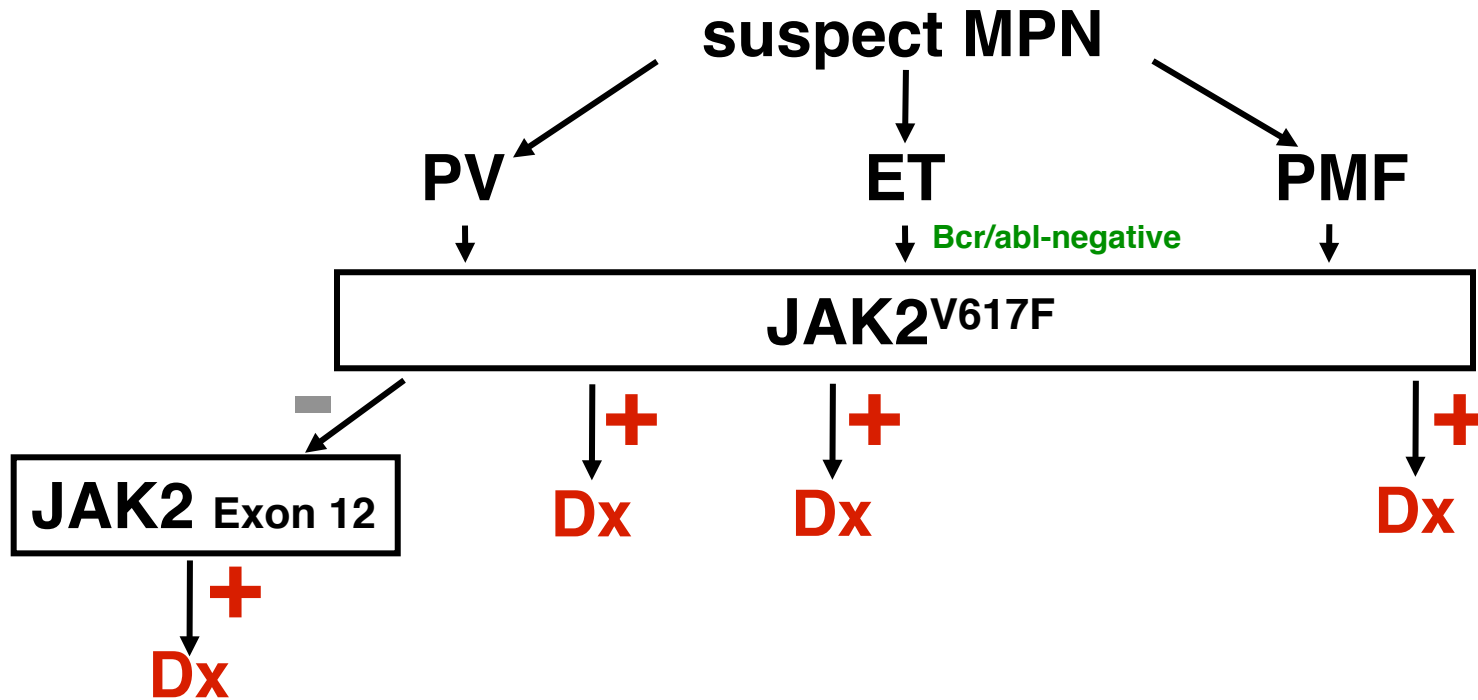 suspect MPN
PV ET PMF
Bcr/abl-negative
JAK2V617F
+ + +
Dx Dx Dx
JAK2 Exon 12
+
Dx